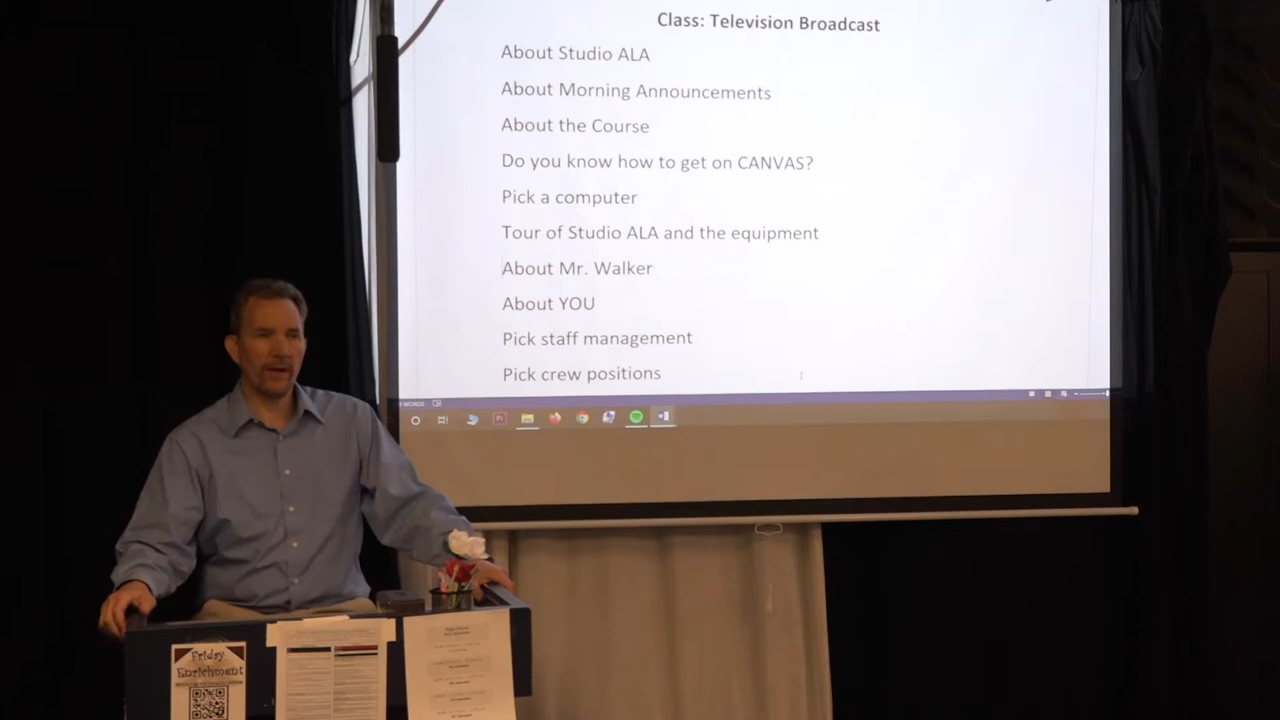 Class: Television Broadcast
About Studio ALA
About Morning Announcements
About the Course
Do you know how to get on CANVAS?
Pick a computer
Tour of Studio ALA and the equipment
About Mr. Walker
About YOU
Pick staff management
Pick crew positions
WORDS
Friday
Enrichment